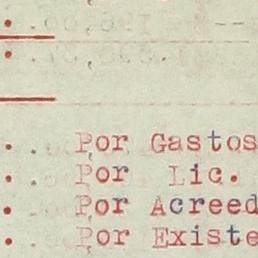 . . Por Gastos
. . Por Lic.
. . Por Acreed
. . Por Existe